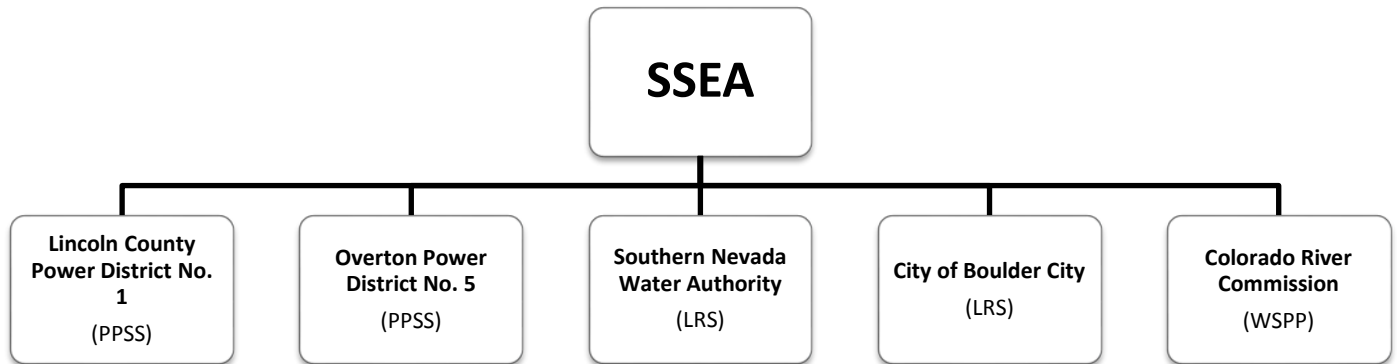 SSEA
Lincoln County
Power District No.
1
(PPSS)
Overton Power
District No. 5
(PPSS)
Southern Nevada
Water Authority
(LRS)
City of Boulder City
(LRS)
Colorado River
Commission
(WSPP)